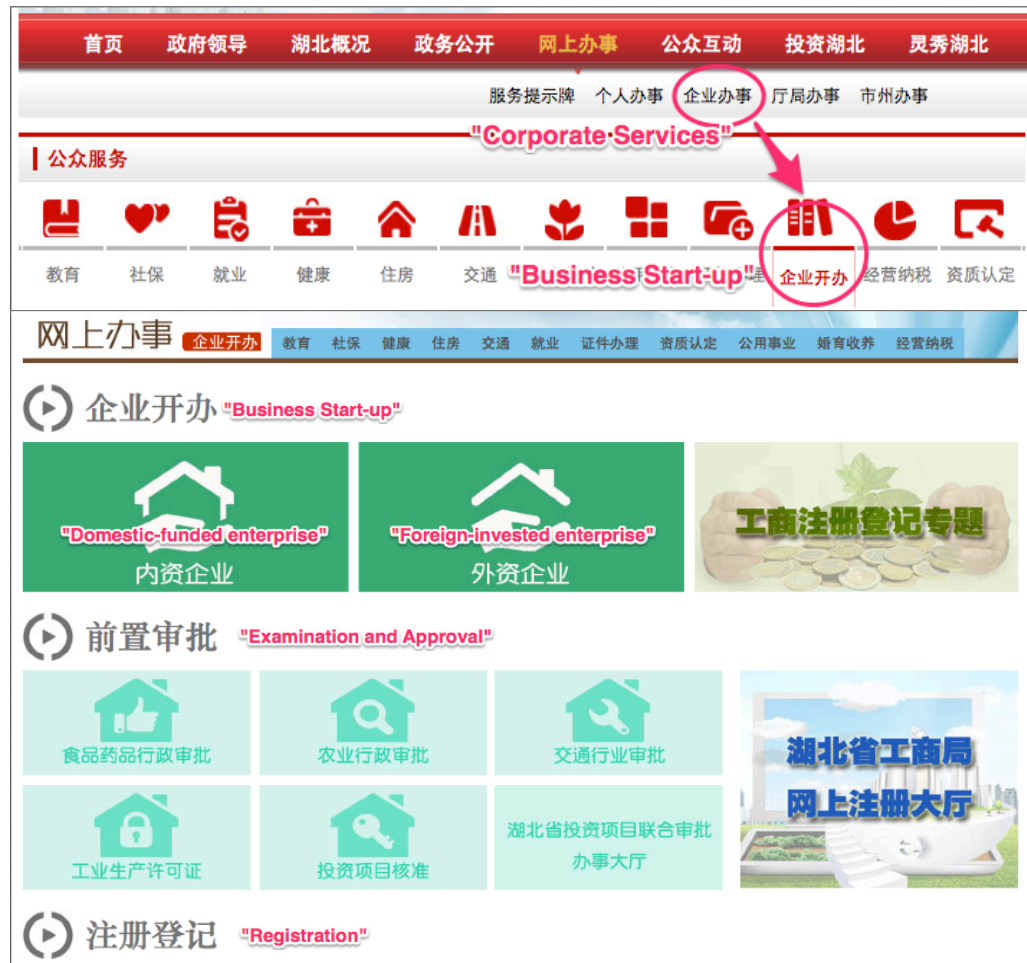 首页 政府领导 湖北概况 政务公开 网上办事 公众互动 投资湖北 灵秀湖北
服务提示牌 个人办事 企业办事 厅局办事 市州办事
"Corporate Services"
公众服务
教育 社保 就业 健康 住房 交通 "Business Start-up" 理 企业开办 经营纳税 资质认定
网上办事 企业开办 教育 社保 健康 住房 交通 就业 证件办理 资质认定 公用事业 婚育收养 经营纳税
企业开办 "Business Start-up"
"Domestic-funded enterprise" "Foreign-invested enterprise" 工商注册登记专题
内资企业 外资企业
前置审批 "Examination and Approval"
食品药品行政审批 农业行政审批 交通行业审批
湖北省工商局
网上注册大厅
工业生产许可证 投资项目核准 湖北省投资项目联合审批
办事大厅
注册登记 "Registration"